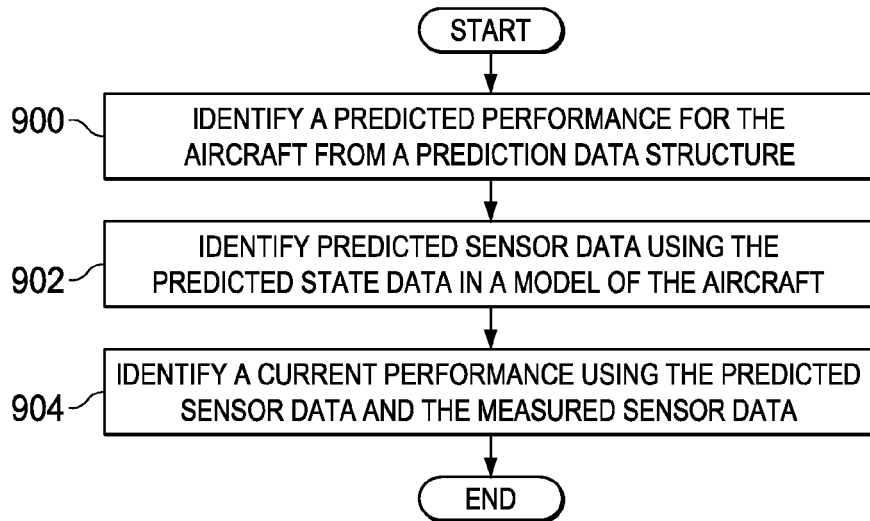 START
900
IDENTIFY A PREDICTED PERFORMANCE FOR THE
AIRCRAFT FROM A PREDICTION DATA STRUCTURE
902
IDENTIFY PREDICTED SENSOR DATA USING THE
PREDICTED STATE DATA IN A MODEL OF THE AIRCRAFT
904
IDENTIFY A CURRENT PERFORMANCE USING THE PREDICTED
SENSOR DATA AND THE MEASURED SENSOR DATA
END